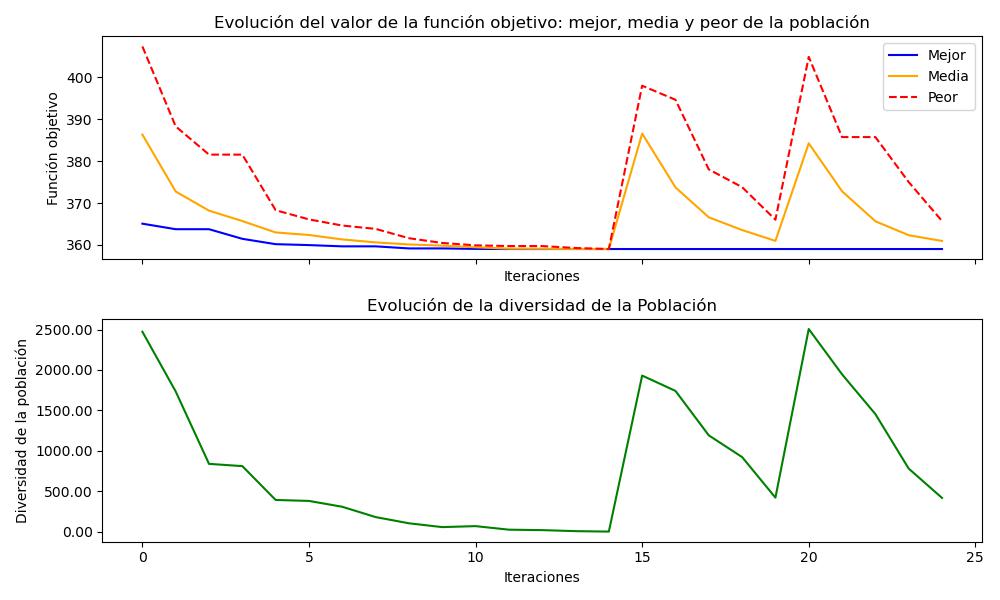 Evolución del valor de la función objetivo: mejor, media y peor de la población
Función objetivo
400
390
380
370
360
Mejor
Media
Peor
Iteraciones
Evolución de la diversidad de la Población
Diversidad de la población
2500.00
2000.00
1500.00
1000.00
500.00
0.00
0 5 10 15 20 25
Iteraciones